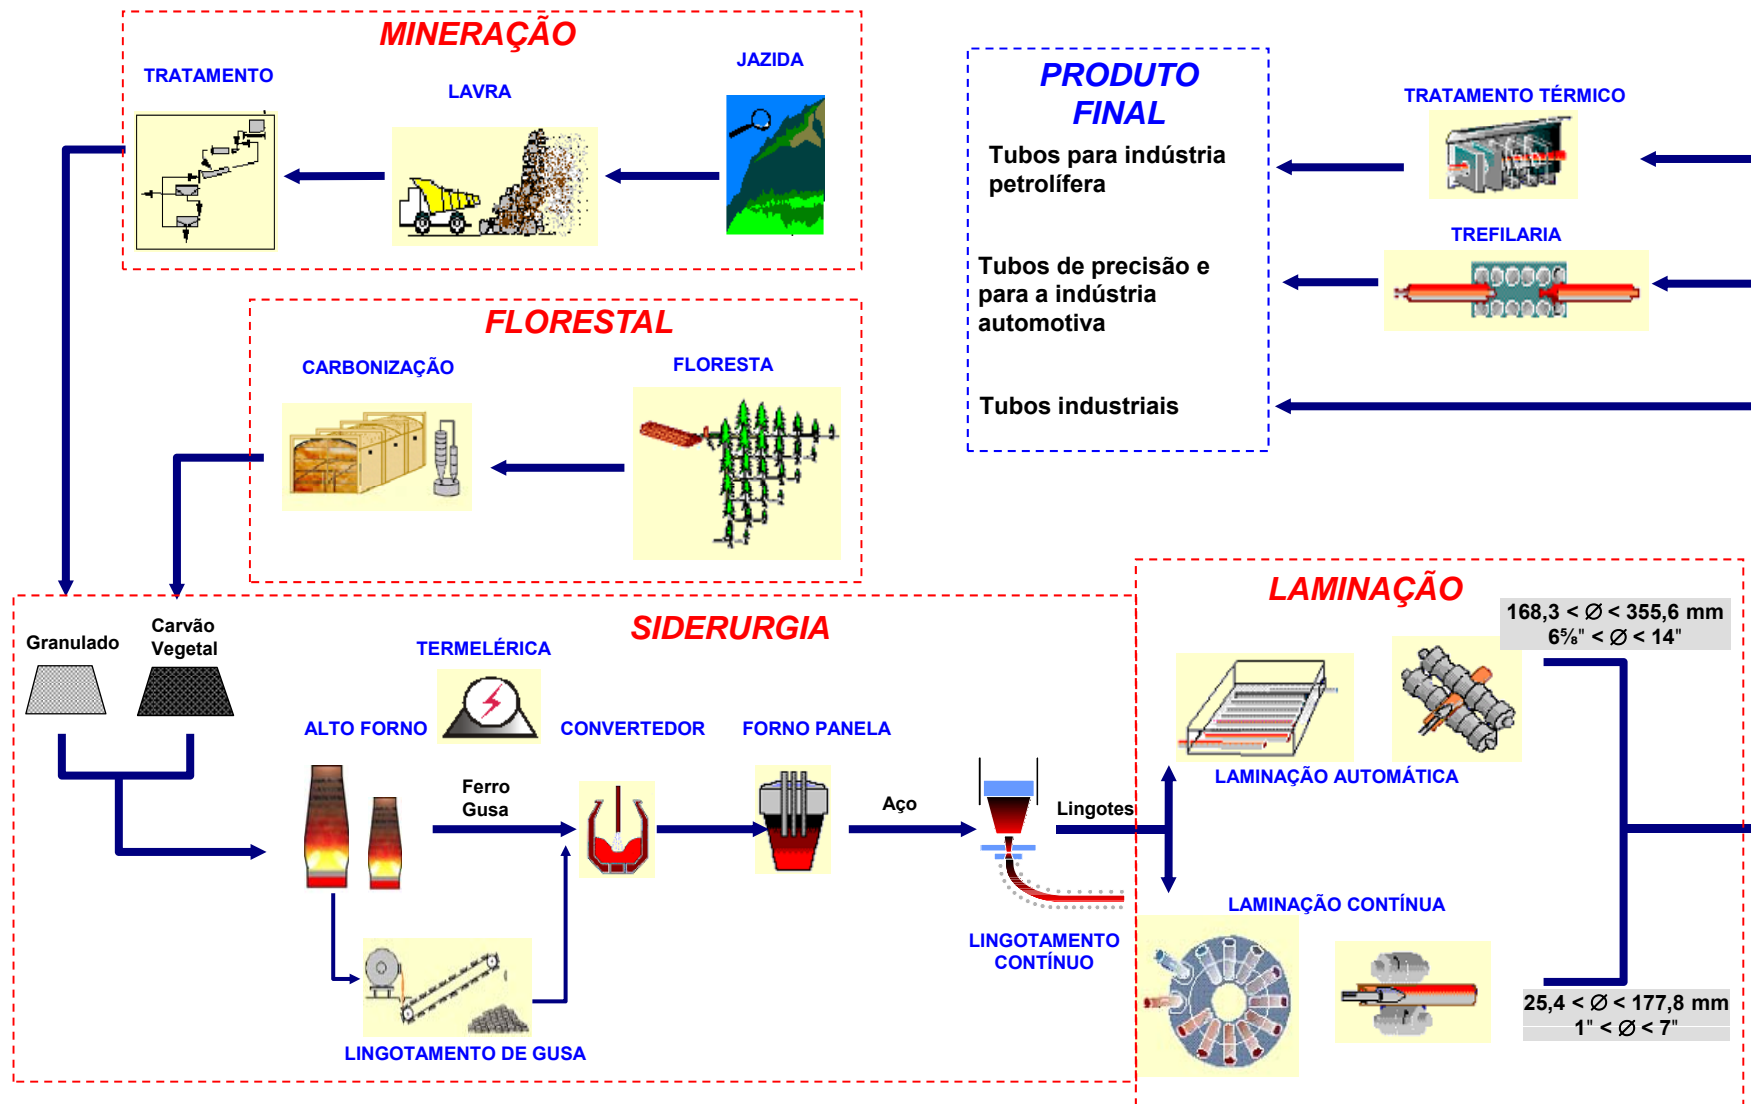 MINERAÇÃO
TRATAMENTO
LAVRA
JAZIDA
PRODUTO
FINAL
Tubos para indústria
petrolífera
Tubos de precisão e
para a indústria
automotiva
Tubos industriais
TRATAMENTO TÉRMICO
TREFILARIA
FLORESTAL
CARBONIZAÇÃO
FLORESTA
SIDERURGIA
Granulado
Carvão
Vegetal
TERMELÉRICA
ALTO FORNO
CONVERTEDOR
FORNO PANELA
Ferro
Gusa
Aço
Lingotes
LINGOTAMENTO
CONTÍNUO
LINGOTAMENTO DE GUSA
LAMINAÇÃO
168,3 < Ø < 355,6 mm
6⅝" < Ø < 14"
LAMINAÇÃO AUTOMÁTICA
LAMINAÇÃO CONTÍNUA
25,4 < Ø < 177,8 mm
1" < Ø < 7"